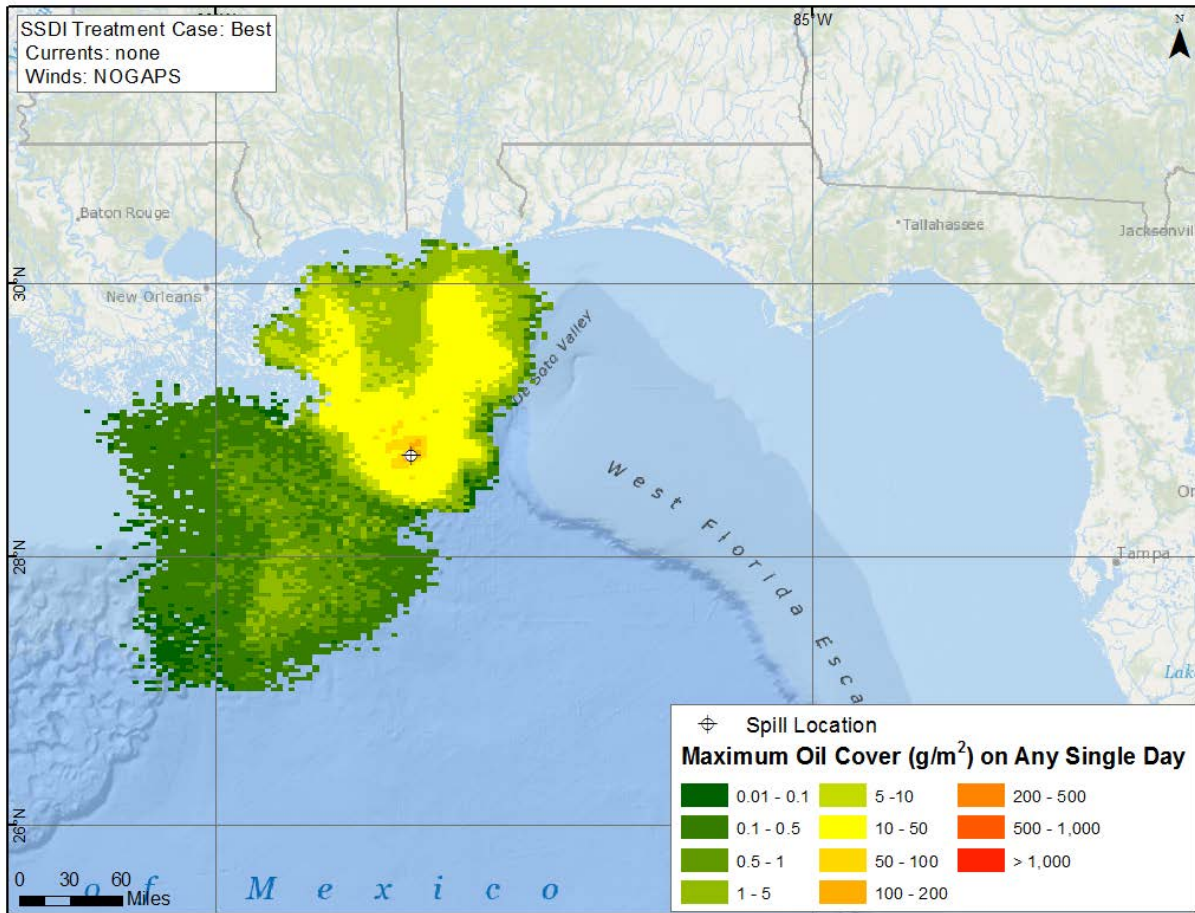 SSDI Treatment Case: Best
Currents: none
Winds: NOGAPS
85°W
N
Baton Rouge
Tallahassee
Jacksonvil
30°N
New Orleans
De Soto Valley
West Florida Esca
Or
28°N
Tampa
Lake
26°N
of Mexico
0 30 60
Miles
Spill Location
Maximum Oil Cover (g/m²) on Any Single Day
0.01 - 0.1 5 -10 200 - 500
0.1 - 0.5 10 - 50 500 - 1,000
0.5 - 1 50 - 100 > 1,000
1 - 5 100 - 200